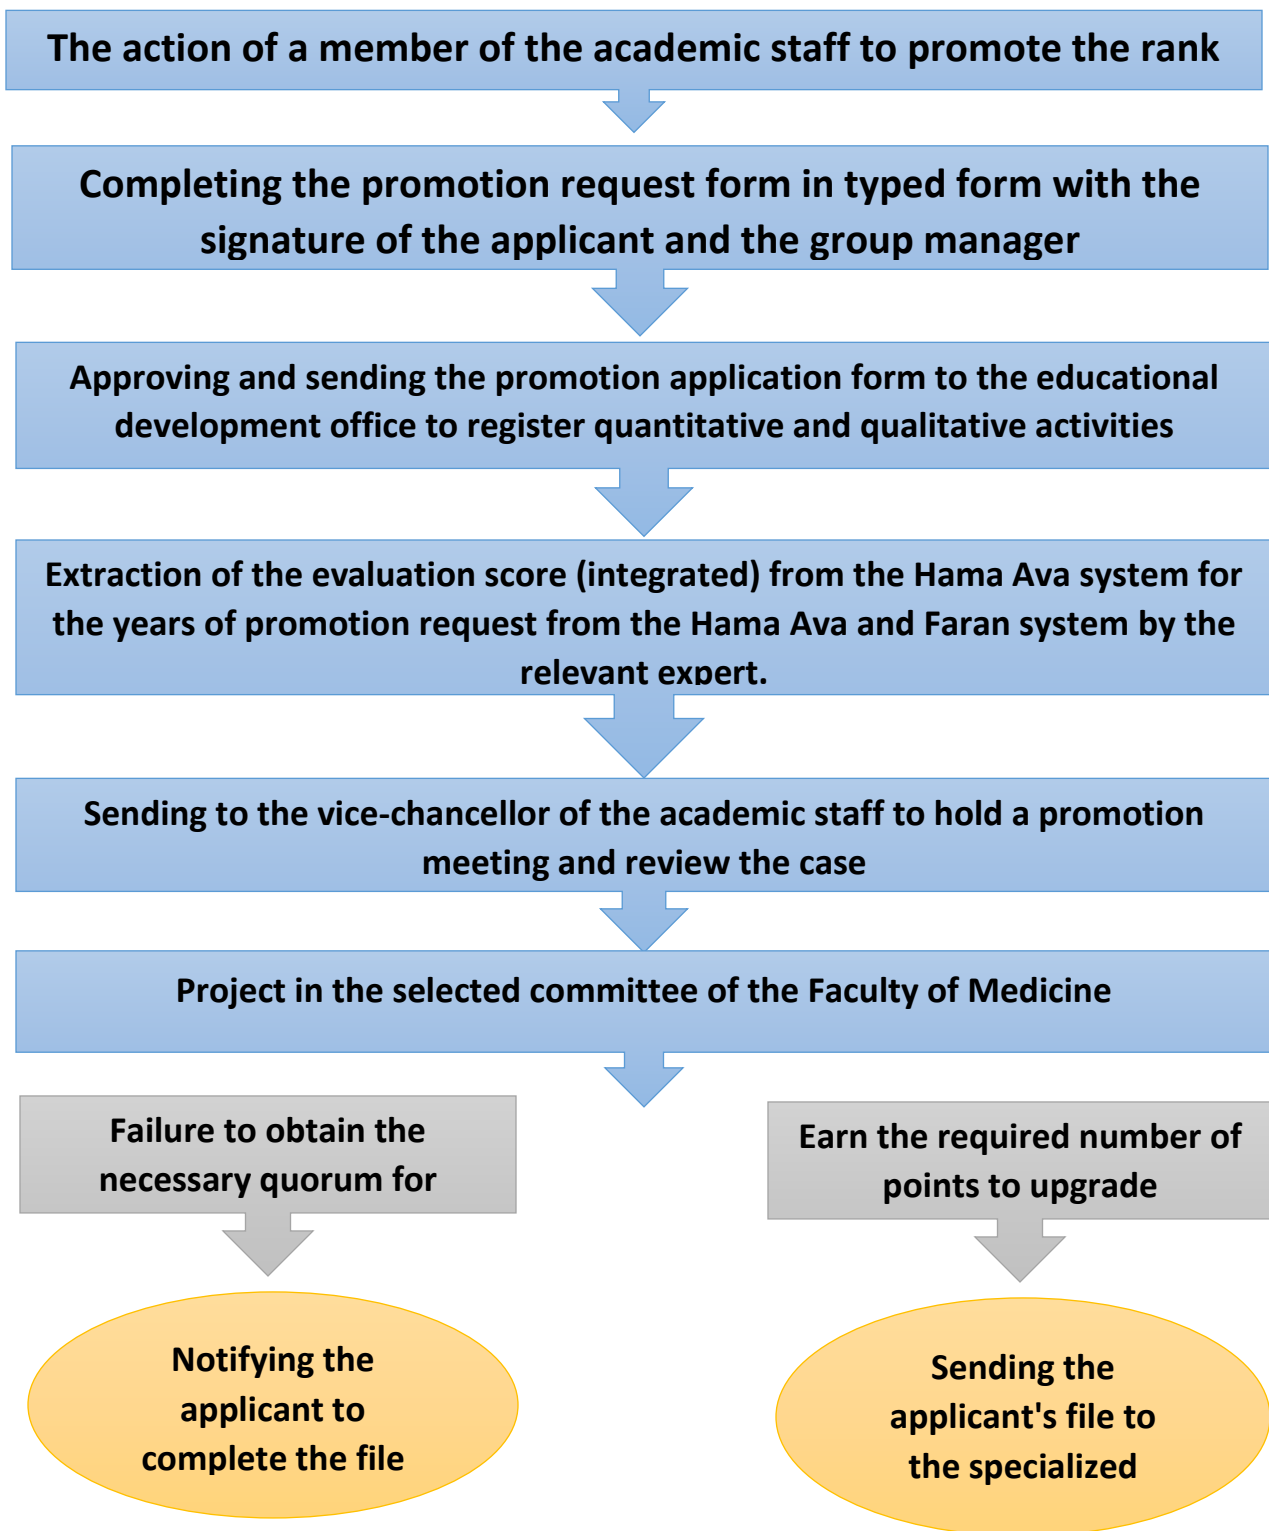 The action of a member of the academic staff to promote the rank
Completing the promotion request form in typed form with the
signature of the applicant and the group manager
Approving and sending the promotion application form to the educational
development office to register quantitative and qualitative activities
Extraction of the evaluation score (integrated) from the Hama Ava system for
the years of promotion request from the Hama Ava and Faran system by the
relevant expert.
Sending to the vice-chancellor of the academic staff to hold a promotion
meeting and review the case
Project in the selected committee of the Faculty of Medicine
Failure to obtain the
necessary quorum for
Earn the required number of
points to upgrade
Notifying the
applicant to
complete the file
Sending the
applicant's file to
the specialized